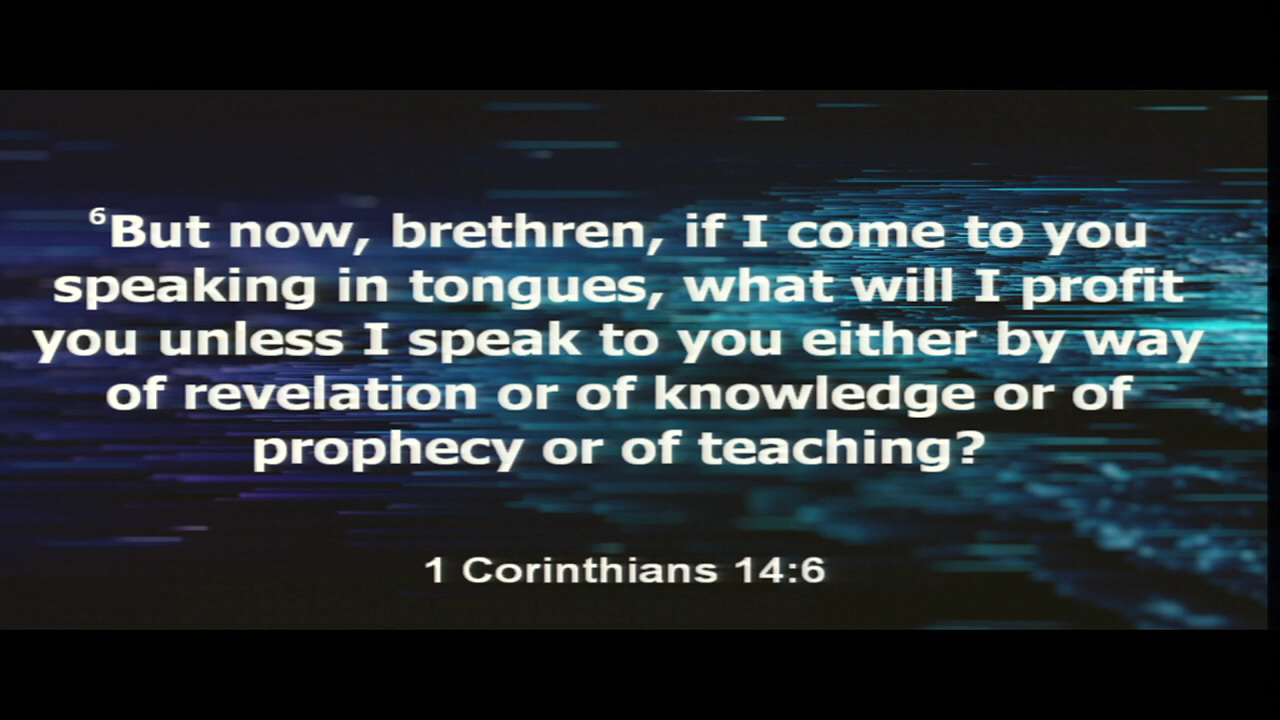 ⁶But now, brethren, if I come to you
speaking in tongues, what will I profit
you unless I speak to you either by way
of revelation or of knowledge or of
prophecy or of teaching?
1 Corinthians 14:6